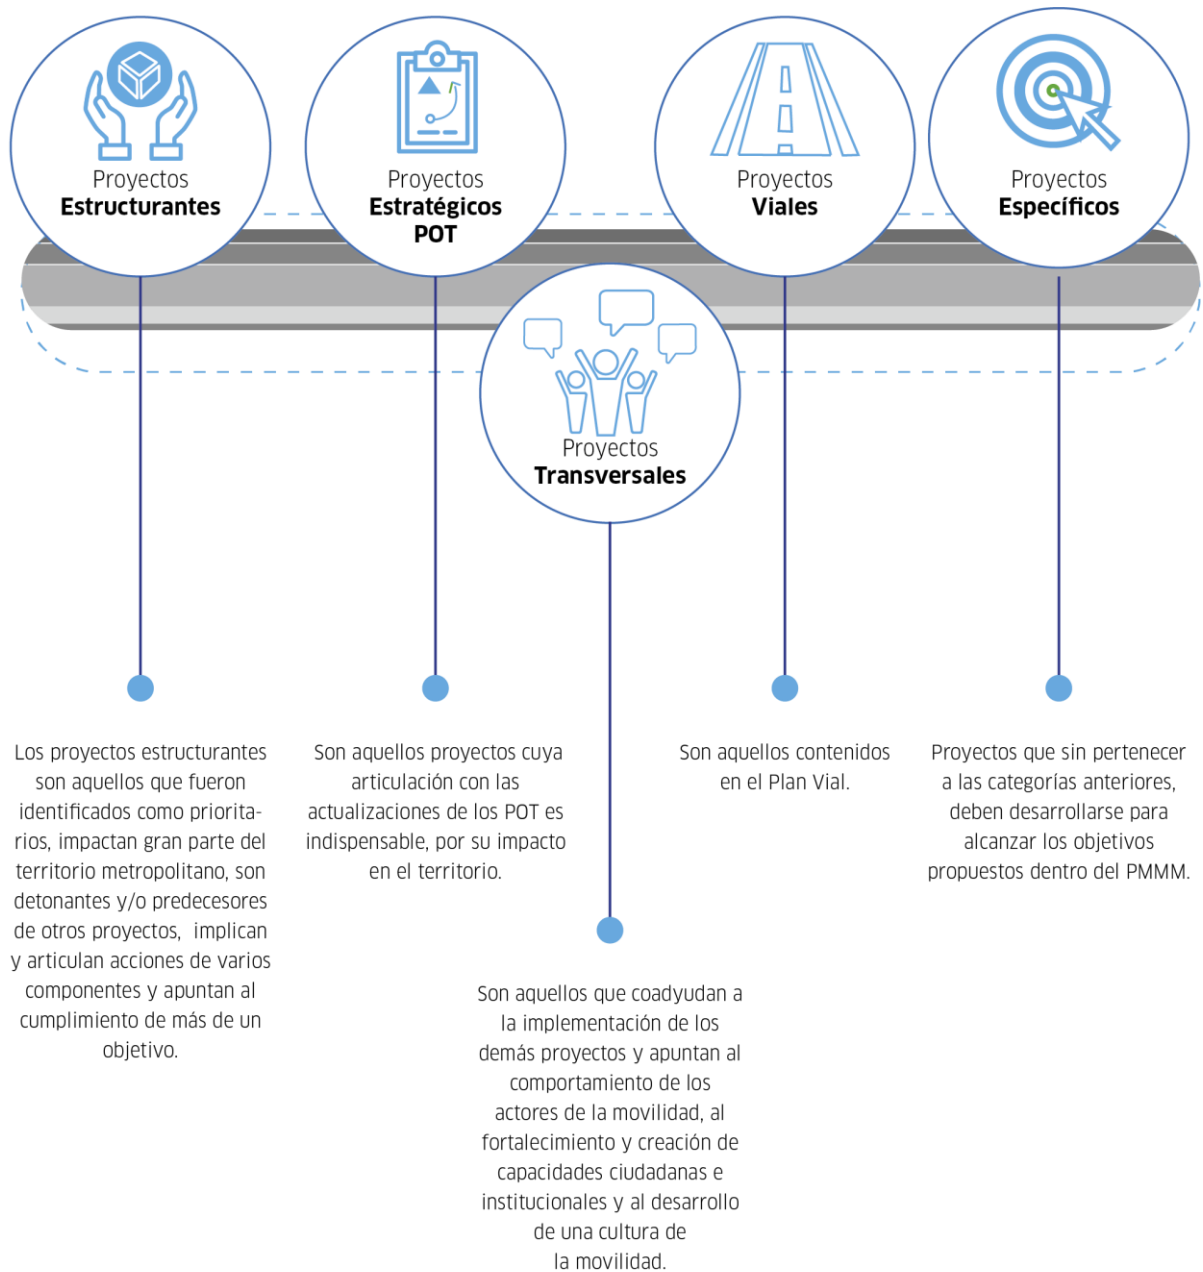 Proyectos
Estructurantes
Proyectos
Estratégicos
POT
Proyectos
Viales
Proyectos
Específicos
Proyectos
Transversales
Los proyectos estructurantes
son aquellos que fueron
identificados como priorita-
rios, impactan gran parte del
territorio metropolitano, son
detonantes y/o predecesores
de otros proyectos,  implican
y articulan acciones de varios
componentes y apuntan al
cumplimiento de más de un
objetivo.
Son aquellos proyectos cuya
articulación con las
actualizaciones de los POT es
indispensable, por su impacto
en el territorio.
Son aquellos que coadyudan a
la implementación de los
demás proyectos y apuntan al
comportamiento de los
actores de la movilidad, al
fortalecimiento y creación de
capacidades ciudadanas e
institucionales y al desarrollo
de una cultura de
la movilidad.
Son aquellos contenidos
en el Plan Vial.
Proyectos que sin pertenecer
a las categorías anteriores,
deben desarrollarse para
alcanzar los objetivos
propuestos dentro del PMMM.